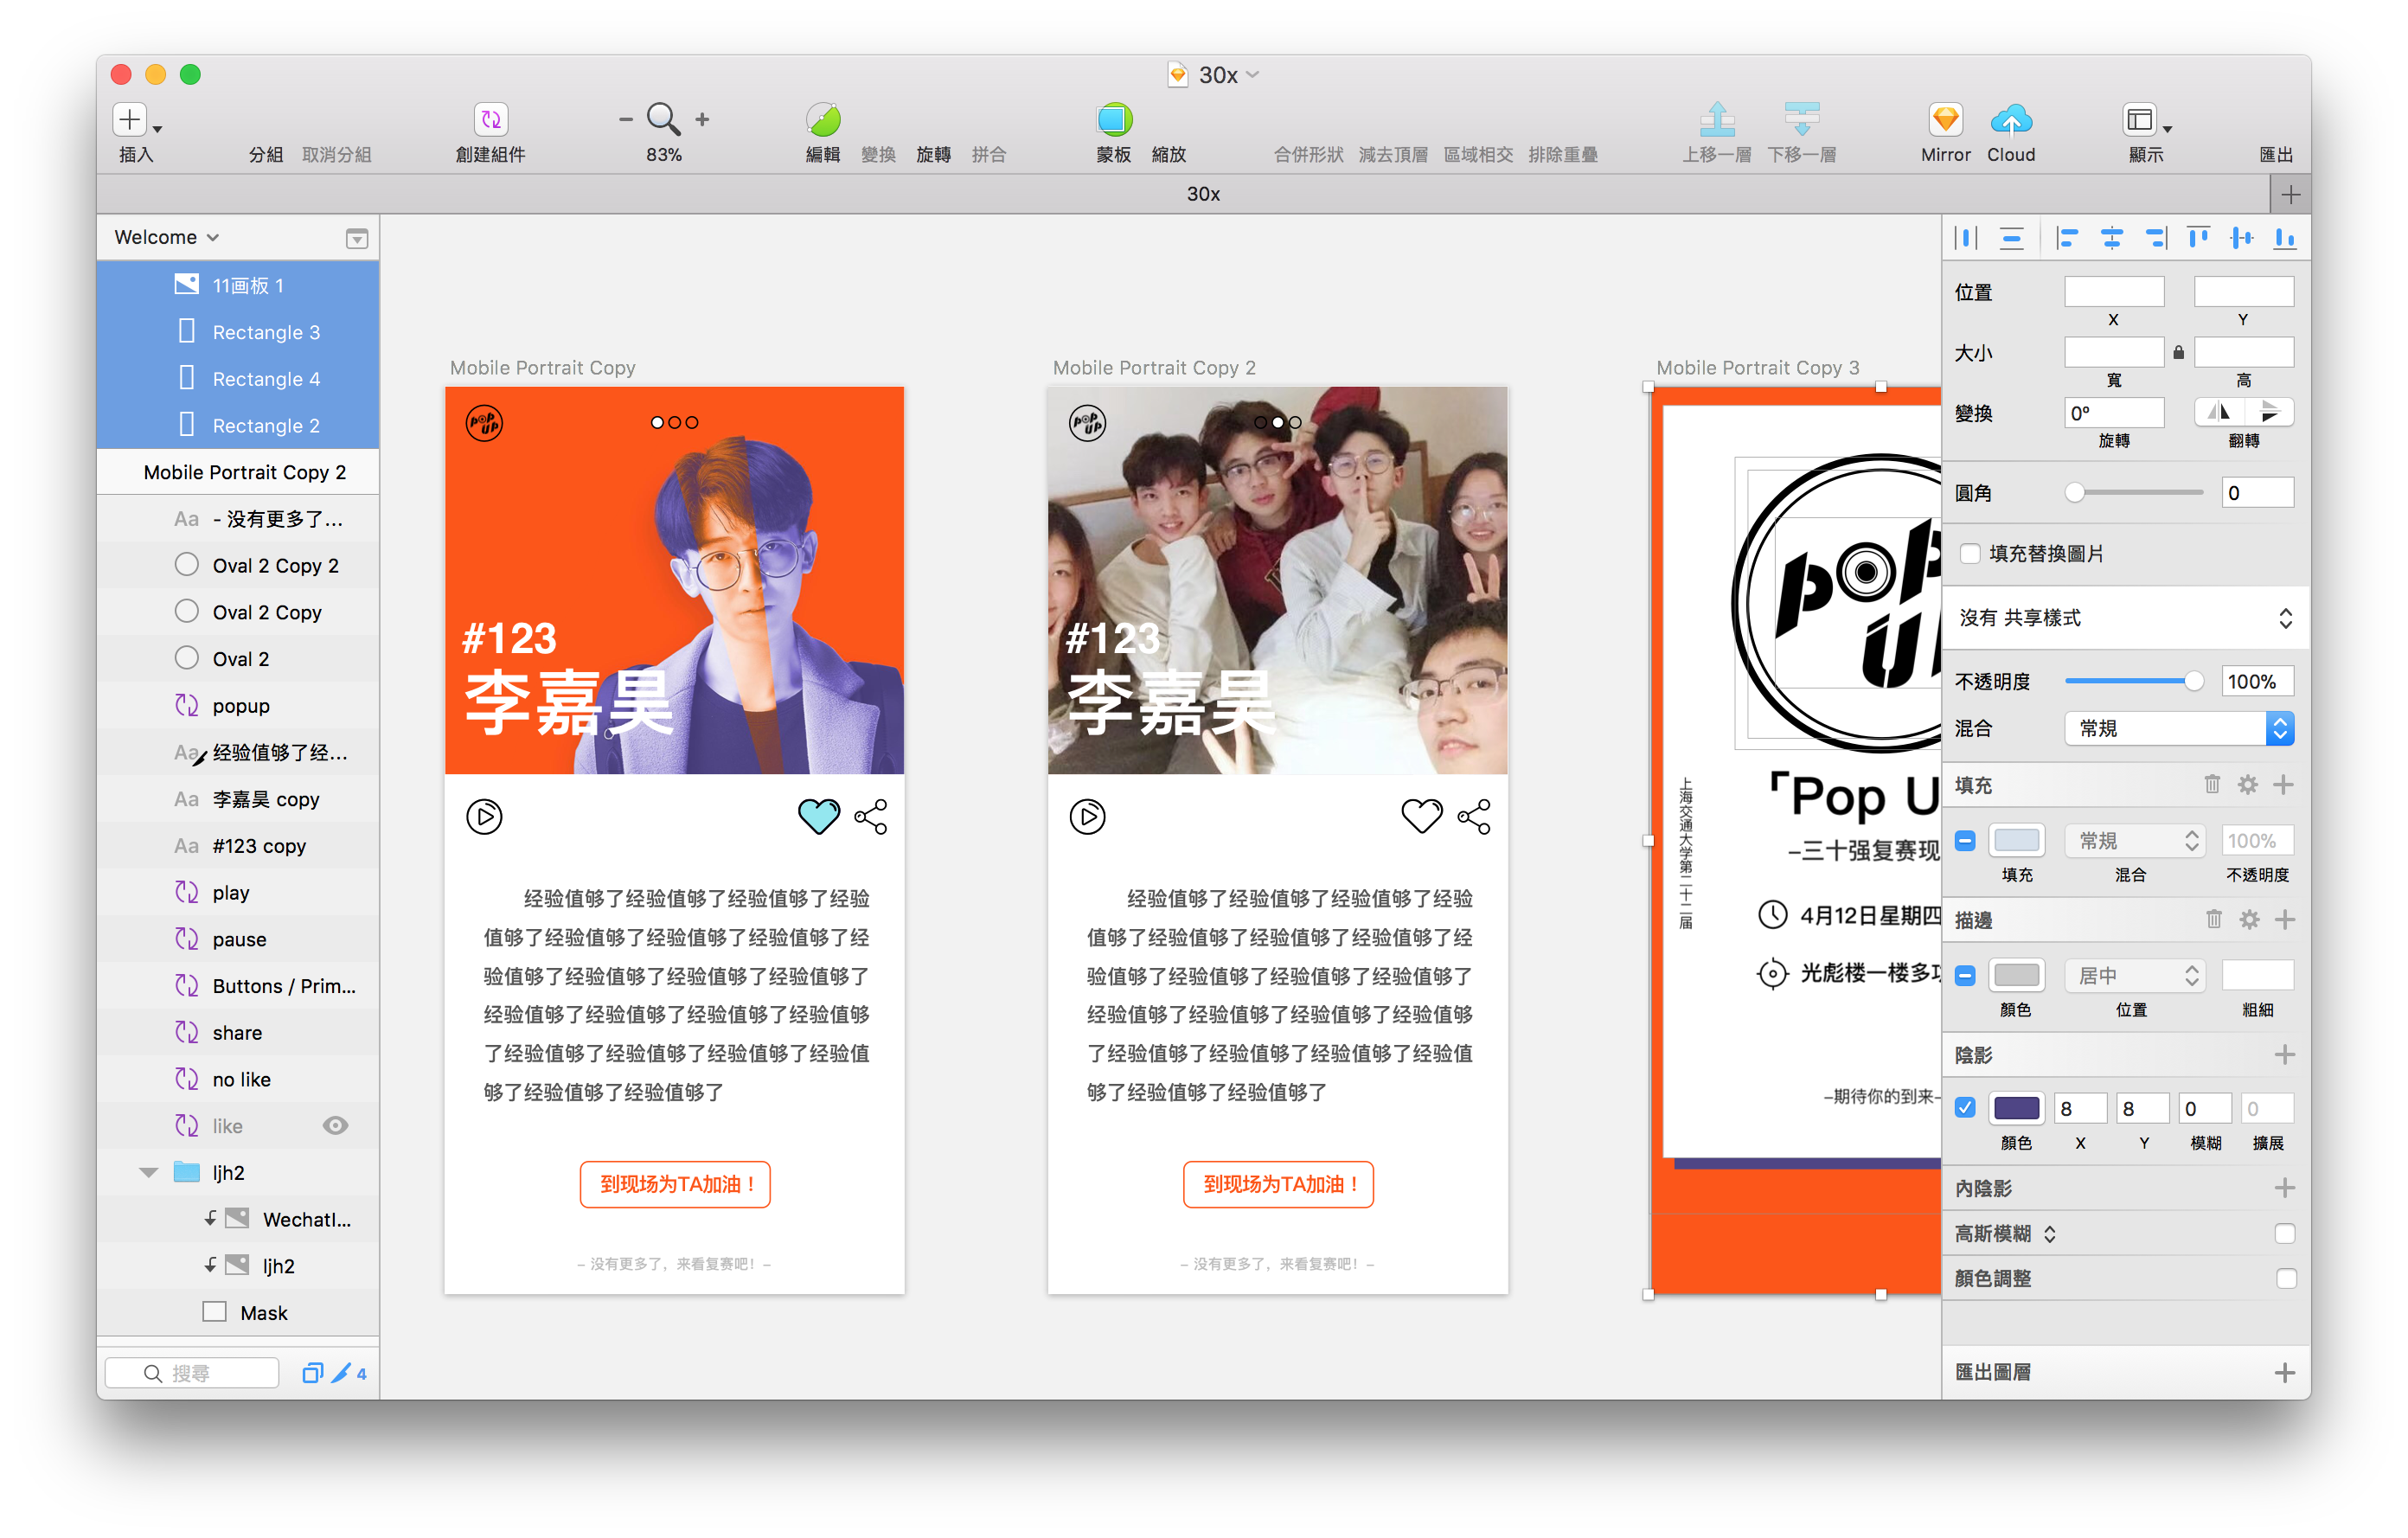 30x
插入
分組
取消分組
創建組件
83%
編輯
變換
旋轉
拼合
蒙板
縮放
合併形狀
減去頂層
區域相交
排除重疊
上移一層
下移一層
Mirror
Cloud
顯示
匯出
30x
Welcome
11画板 1
Rectangle 3
Rectangle 4
Rectangle 2
Mobile Portrait Copy 2
Aa - 没有更多了...
Oval 2 Copy 2
Oval 2 Copy
Oval 2
popup
Aa 经验值够了经...
Aa 李嘉昊 copy
Aa #123 copy
play
pause
Buttons / Prim...
share
no like
like
ljh2
WechatI...
ljh2
Mask
搜尋
4
Mobile Portrait Copy
POP
UP
#123
李嘉昊
经验值够了经验值够了经验值够了经验
值够了经验值够了经验值够了经验值够了经
验值够了经验值够了经验值够了经验值够了
经验值够了经验值够了经验值够了经验值够
了经验值够了经验值够了经验值够了经验值
够了经验值够了经验值够了
到现场为TA加油！
– 没有更多了，来看复赛吧！–
Mobile Portrait Copy 2
POP
UP
#123
李嘉昊
经验值够了经验值够了经验值够了经验
值够了经验值够了经验值够了经验值够了经
验值够了经验值够了经验值够了经验值够了
经验值够了经验值够了经验值够了经验值够
了经验值够了经验值够了经验值够了经验值
够了经验值够了经验值够了
到现场为TA加油！
– 没有更多了，来看复赛吧！–
Mobile Portrait Copy 3
POP
UP
上海交通大学第二十二届
「Pop U
–三十强复赛现
4月12日星期四
光彪楼一楼多功
–期待你的到来–
位置
X
Y
大小
寬
高
變換
0°
旋轉
翻轉
圓角
0
填充替換圖片
沒有 共享樣式
不透明度
100%
混合
常規
填充
常規
100%
填充
混合
不透明度
描邊
居中
顏色
位置
粗細
陰影
8
8
0
0
顏色
X
Y
模糊
擴展
內陰影
高斯模糊
顏色調整
匯出圖層